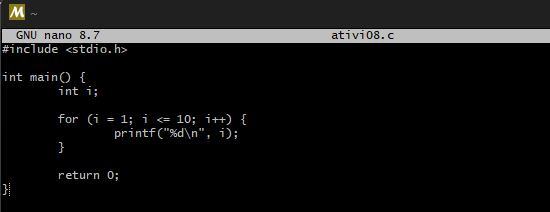 M ~
GNU nano 8.7 ativi08.c
#include <stdio.h>
int main() {
int i;
for (i = 1; i <= 10; i++) {
printf("%d\n", i);
}
return 0;
}